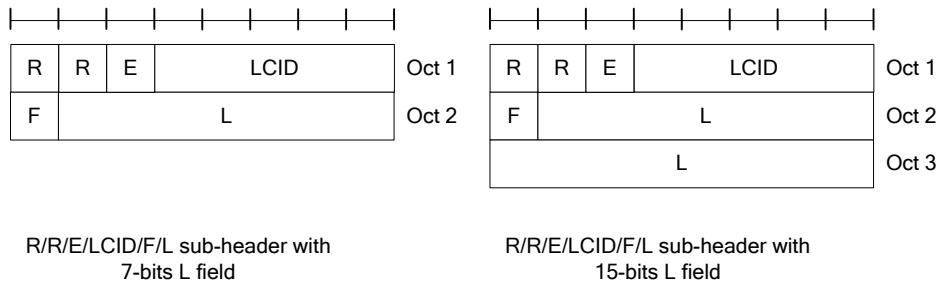 R R E LCID Oct 1
F L Oct 2
R/R/E/LCID/F/L sub-header with
7-bits L field
R R E LCID Oct 1
F L Oct 2
L Oct 3
R/R/E/LCID/F/L sub-header with
15-bits L field